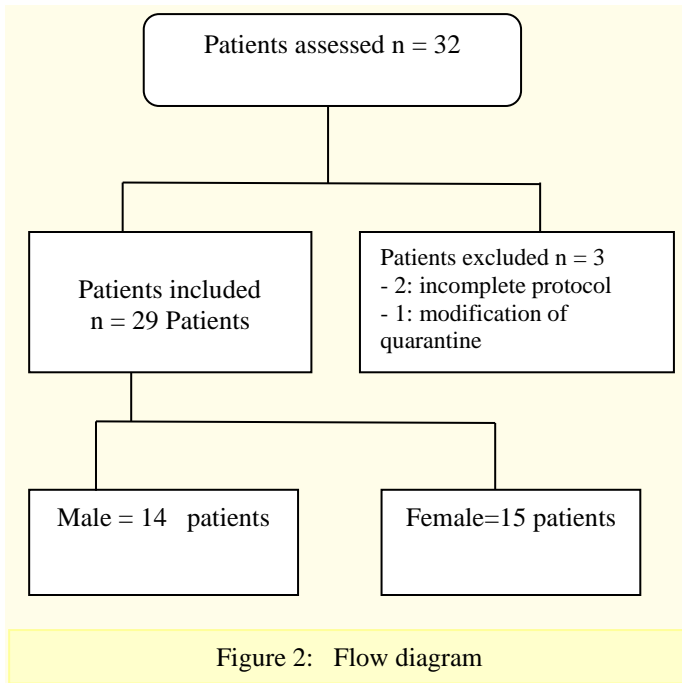 Patients assessed n = 32
Patients included
n = 29 Patients
Patients excluded n = 3
- 2: incomplete protocol
- 1: modification of
quarantine
Male = 14 patients
Female=15 patients
Figure 2: Flow diagram